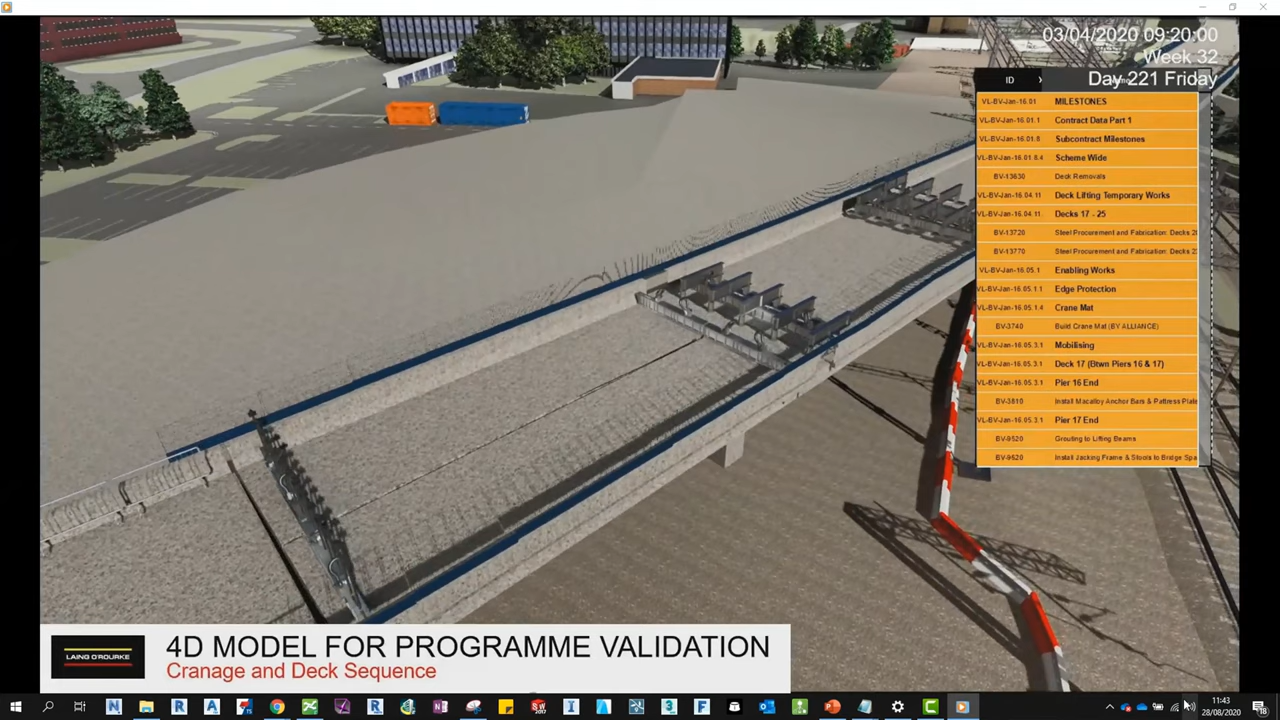 03/04/2020 09:20:00
Week 32
Day 221 Friday
ID
VL-BV-Jan-16.01 MILESTONES
VL-BV-Jan-16.01.1 Contract Data Part 1
VL-BV-Jan-16.01.8 Subcontract Milestones
VL-BV-Jan-16.01.8.4 Scheme Wide
BV-13630 Deck Removals
VL-BV-Jan-16.04.11 Deck Lifting Temporary Works
VL-BV-Jan-16.04.11 Decks 17 - 25
BV-13720 Steel Procurement and Fabrication: Decks 2
BV-13770 Steel Procurement and Fabrication: Decks 2
VL-BV-Jan-16.05.1 Enabling Works
VL-BV-Jan-16.05.1.1 Edge Protection
VL-BV-Jan-16.05.1.4 Crane Mat
BV-3740 Build Crane Mat (BY ALLIANCE)
VL-BV-Jan-16.05.3.1 Mobilising
VL-BV-Jan-16.05.3.1 Deck 17 (Btwn Piers 16 & 17)
VL-BV-Jan-16.05.3.1 Pier 16 End
BV-3810 Install Macalloy Anchor Bars & Pattress Plate
VL-BV-Jan-16.05.3.1 Pier 17 End
BV-9520 Grouting to Lifting Beams
BV-9620 Install Jacking Frame & Stools to Bridge Spa
LAING O'ROURKE
4D MODEL FOR PROGRAMME VALIDATION
Cranage and Deck Sequence
11:43
28/08/2020
18